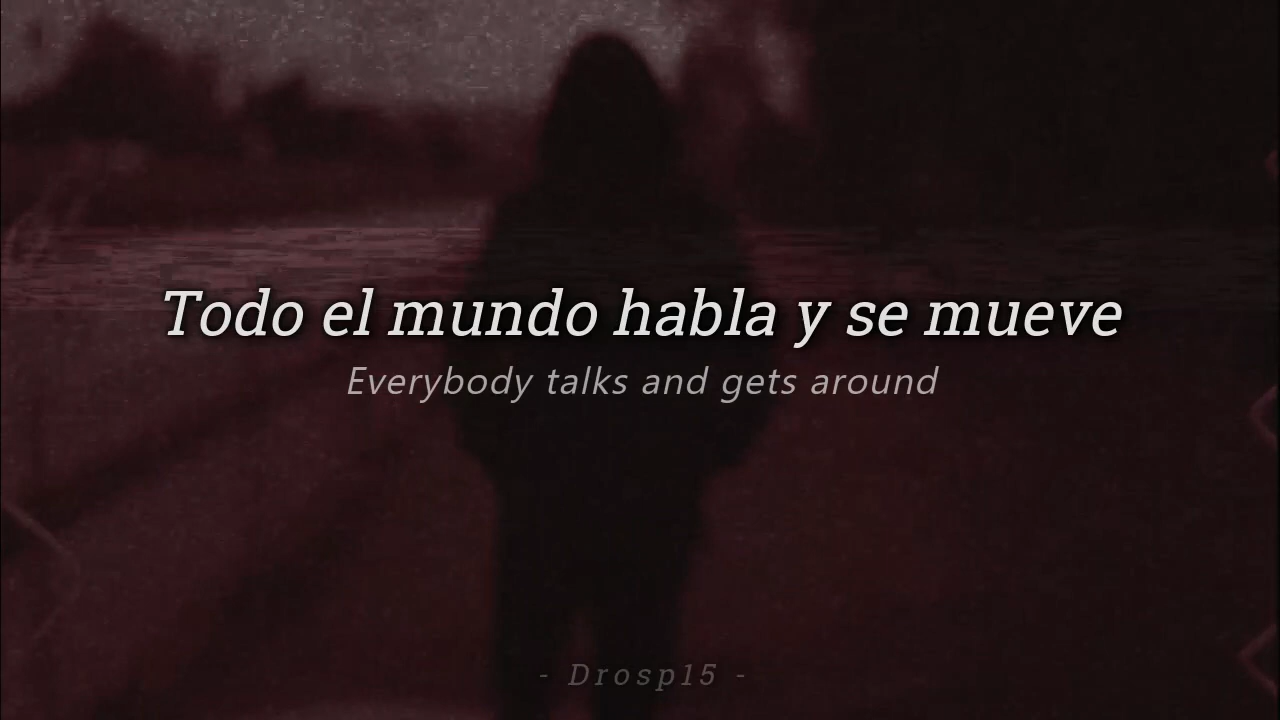 Todo el mundo habla y se mueve
Everybody talks and gets around
- Drosp15 -